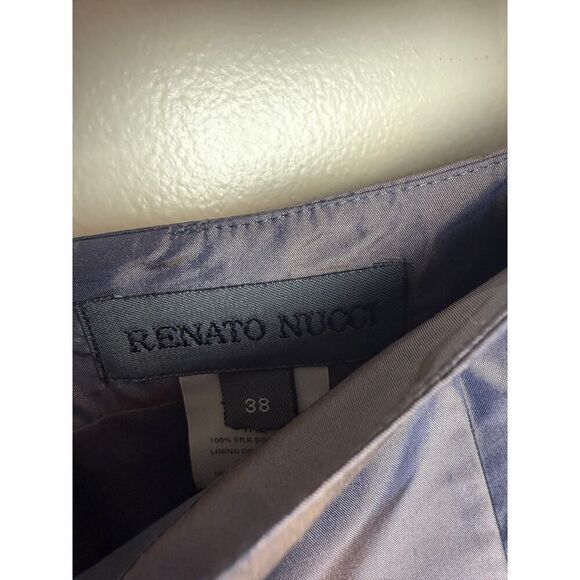 RENATO NUCCI
38
100% SILK
LINING